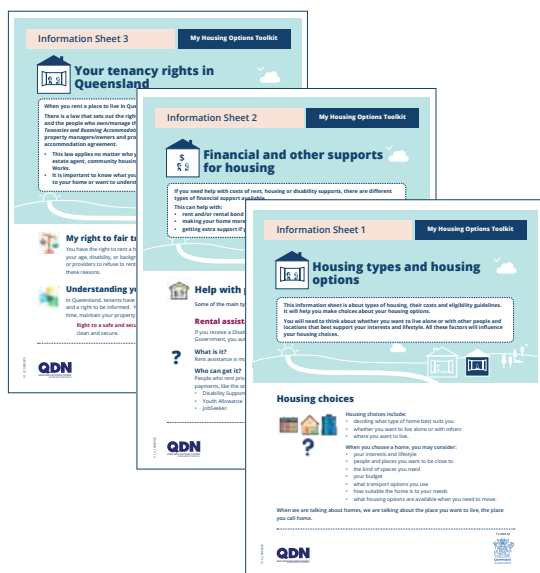 Information Sheet 3
My Housing Options Toolkit
Your tenancy rights in
Queensland
When you rent a place to live in Que
There is a law that sets out the righ
and the people who own/manage th
Tenancies and Rooming Accommodat
property managers/owners and pro
accommodation agreement.
• This law applies no matter who y
estate agent, community housin
Works.
• It is important to know what you
to your home or want to underst
My right to fair tr
You have the right to rent a h
your age, disability, or backgr
or providers to refuse to rent
these reasons.
Understanding yo
In Queensland, tenants have
and a right to be informed. Y
time, maintain your property
Right to a safe and secu
clean and secure.
QDN
Information Sheet 2
My Housing Options Toolkit
Financial and other supports
for housing
If you need help with costs of rent, housing or disability supports, there are different
types of financial support available.
This can help with:
• rent and/or rental bond
• making your home more
• getting extra support if y
Help with p
Some of the main ty
Rental assist
If you receive a Disab
Government, you au
?
What is it?
Rent assistance is mo
Who can get it?
People who rent priv
payments, like the or
• Disability Suppor
• Youth Allowance
• JobSeeker.
QDN
Information Sheet 1
My Housing Options Toolkit
Housing types and housing
options
This information sheet is about types of housing, their costs and eligibility guidelines.
It will help you make choices about your housing options.
You will need to think about whether you want to live alone or with other people and
locations that best support your interests and lifestyle. All these factors will influence
your housing choices.
Housing choices
Housing choices include:
• deciding what type of home best suits you
• whether you want to live alone or with others
• where you want to live.
?
When you choose a home, you may consider:
• your interests and lifestyle
• people and places you want to be close to
• the kind of spaces you need
• your budget
• what transport options you use
• how suitable the home is to your needs
• what housing options are available when you need to move.
When we are talking about homes, we are talking about the place you want to live, the place
you call home.
Funded by
QDN
Queensland
Government